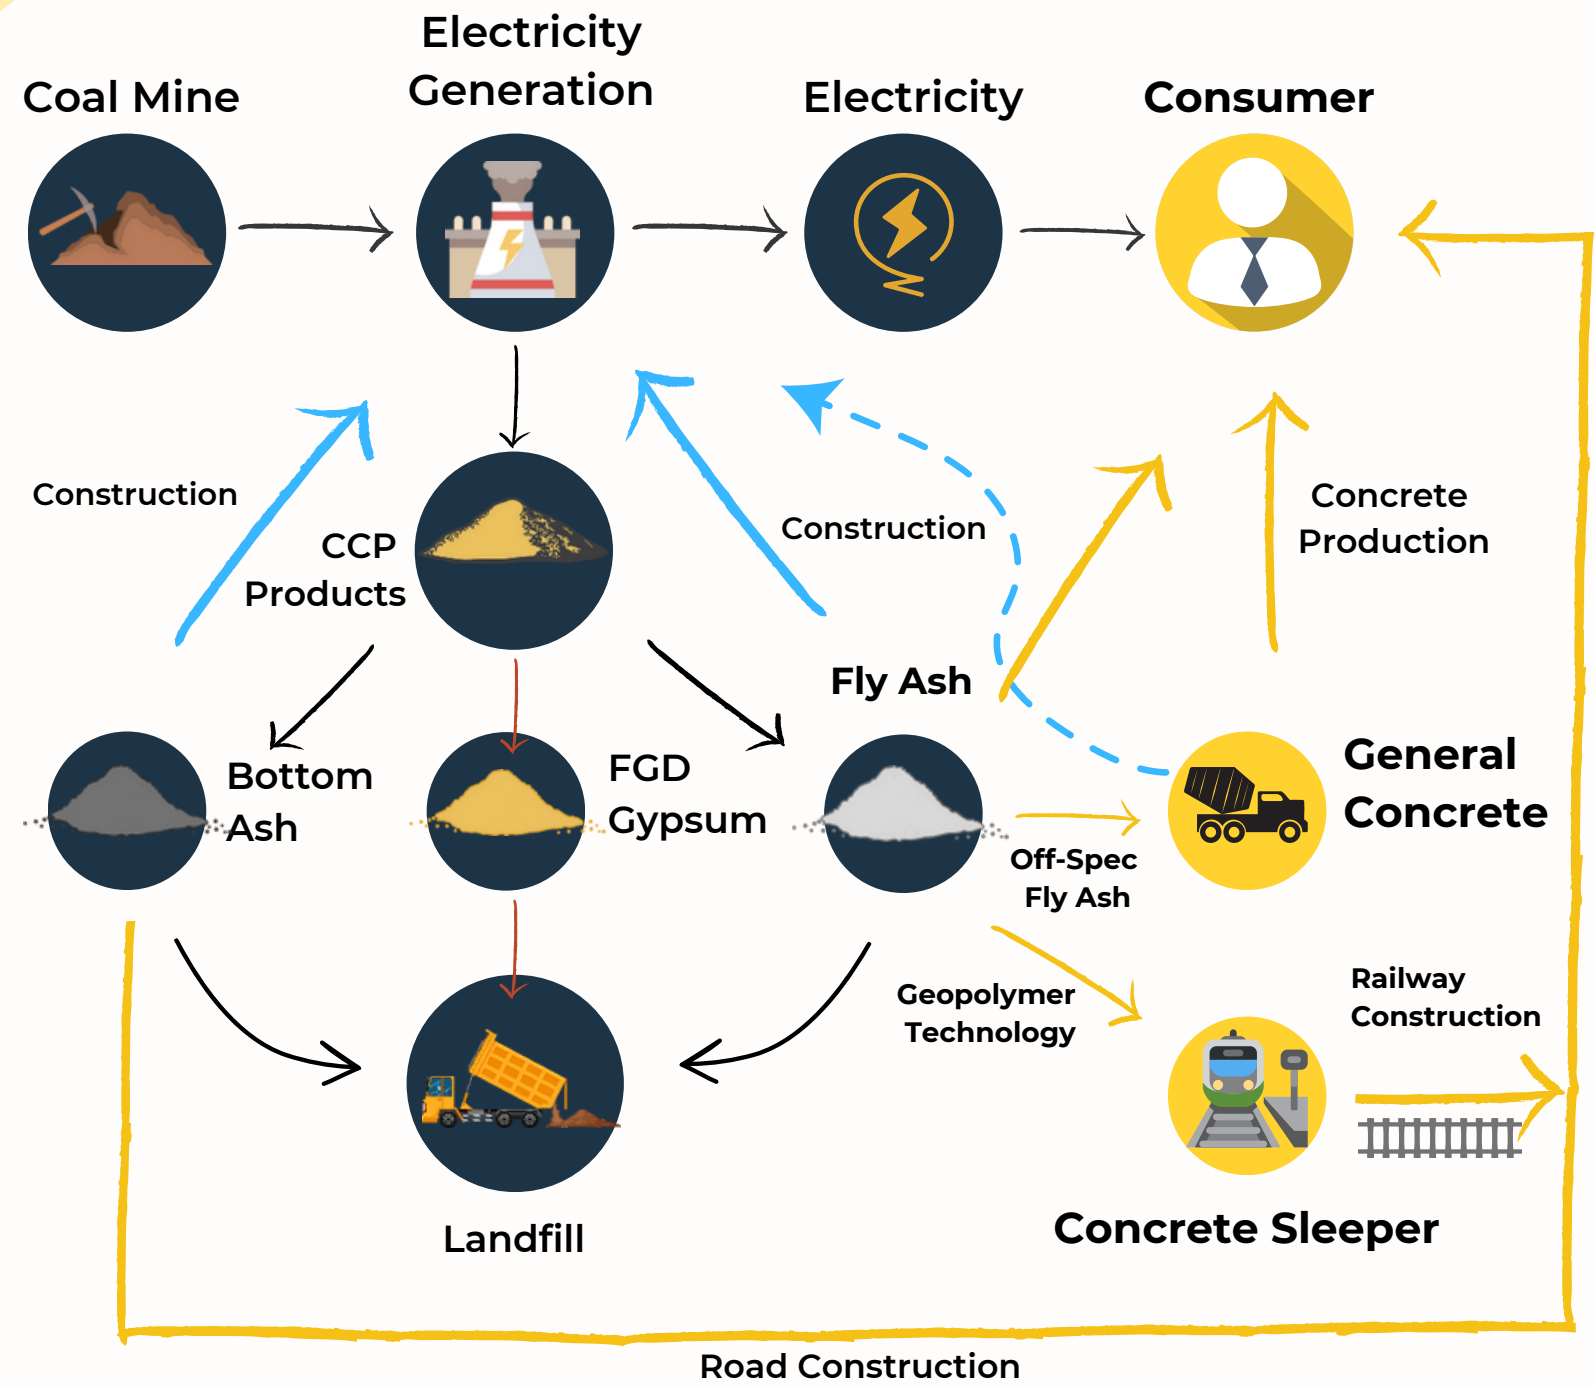 Electricity
Generation
Coal Mine
Electricity
Consumer
Construction
Concrete
Production
Construction
CCP
Products
Fly Ash
General
Concrete
Bottom
Ash
FGD
Gypsum
Off-Spec
Fly Ash
Geopolymer
Technology
Railway
Construction
Landfill
Concrete Sleeper
Road Construction